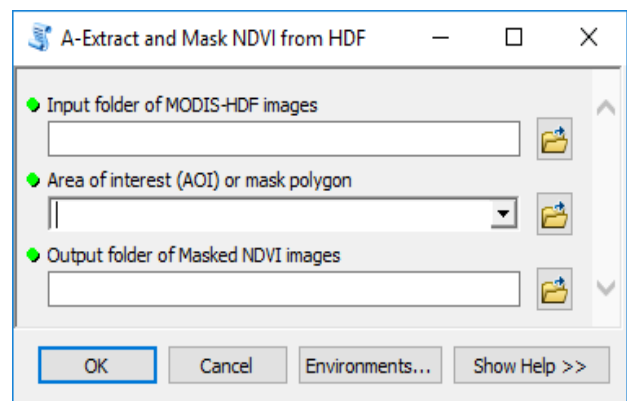 A-Extract and Mask NDVI from HDF
Input folder of MODIS-HDF images
Area of interest (AOI) or mask polygon
Output folder of Masked NDVI images
OK Cancel Environments... Show Help >>